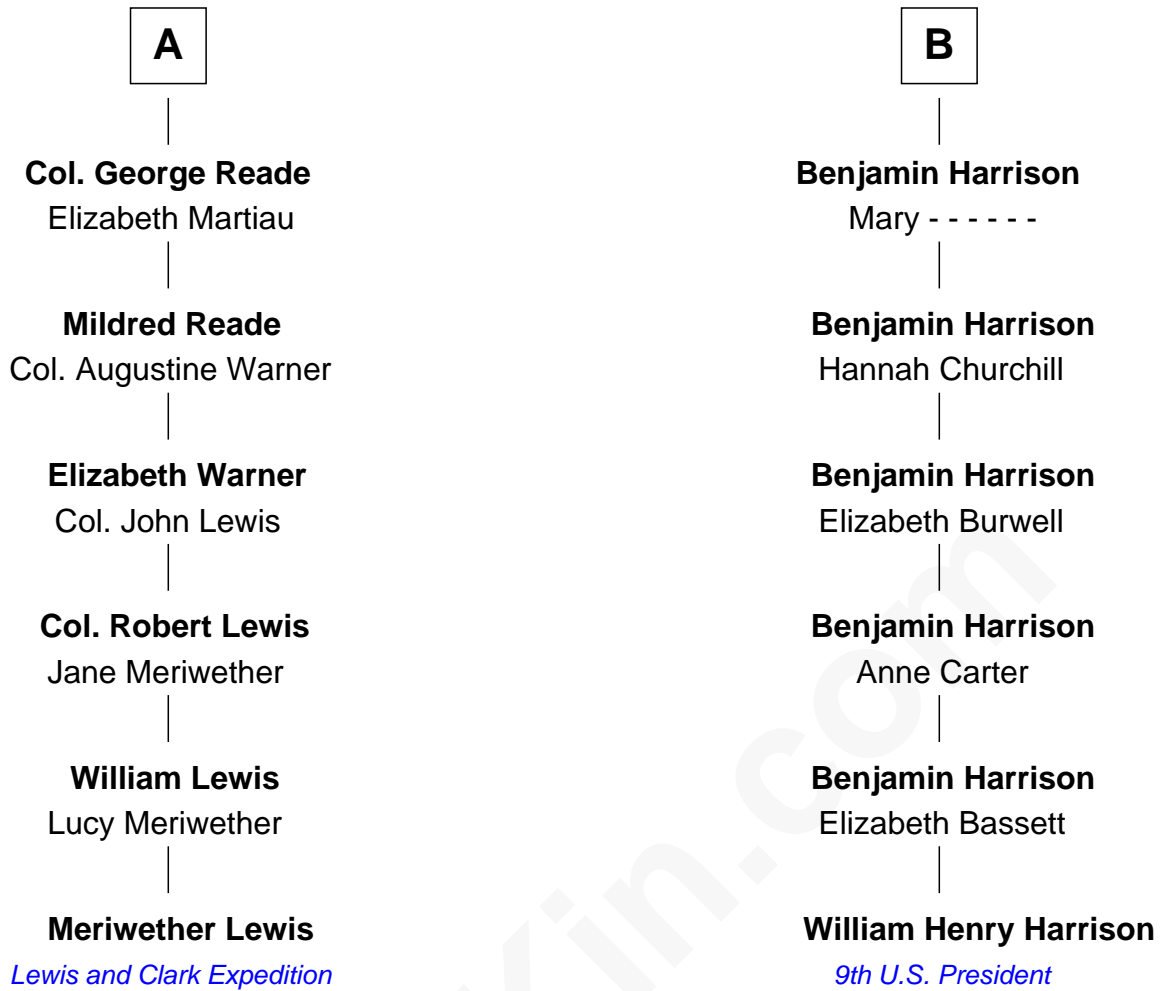 A
Col. George Reade
Elizabeth Martiau
Mildred Reade
Col. Augustine Warner
Elizabeth Warner
Col. John Lewis
Col. Robert Lewis
Jane Meriwether
William Lewis
Lucy Meriwether
Meriwether Lewis
Lewis and Clark Expedition
B
Benjamin Harrison
Mary - - - - - -
Benjamin Harrison
Hannah Churchill
Benjamin Harrison
Elizabeth Burwell
Benjamin Harrison
Anne Carter
Benjamin Harrison
Elizabeth Bassett
William Henry Harrison
9th U.S. President
Kin.com